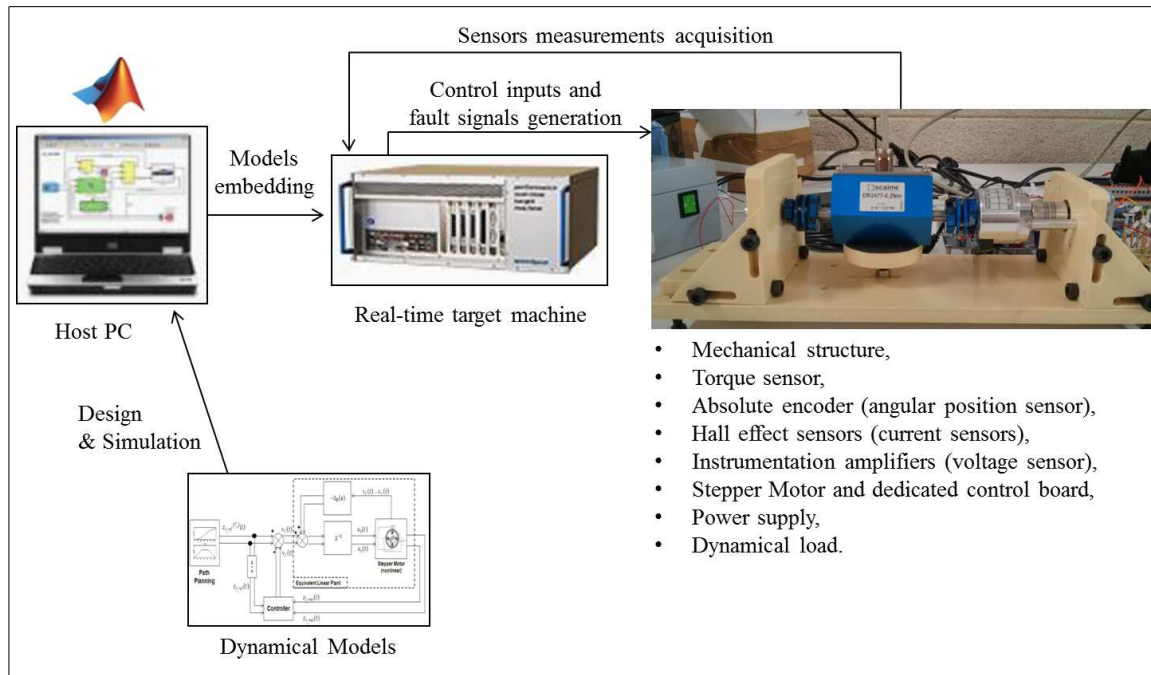 Sensors measurements acquisition
Control inputs and
fault signals generation
Models
embedding
scaime
Host PC
Real-time target machine
• Mechanical structure,
• Torque sensor,
• Absolute encoder (angular position sensor),
• Hall effect sensors (current sensors),
• Instrumentation amplifiers (voltage sensor),
• Stepper Motor and dedicated control board,
• Power supply,
• Dynamical load.
Design
& Simulation
Path
Planning
Stepper Motor
(nonlinear)
Equivalent Linear Plant
Controller
Dynamical Models